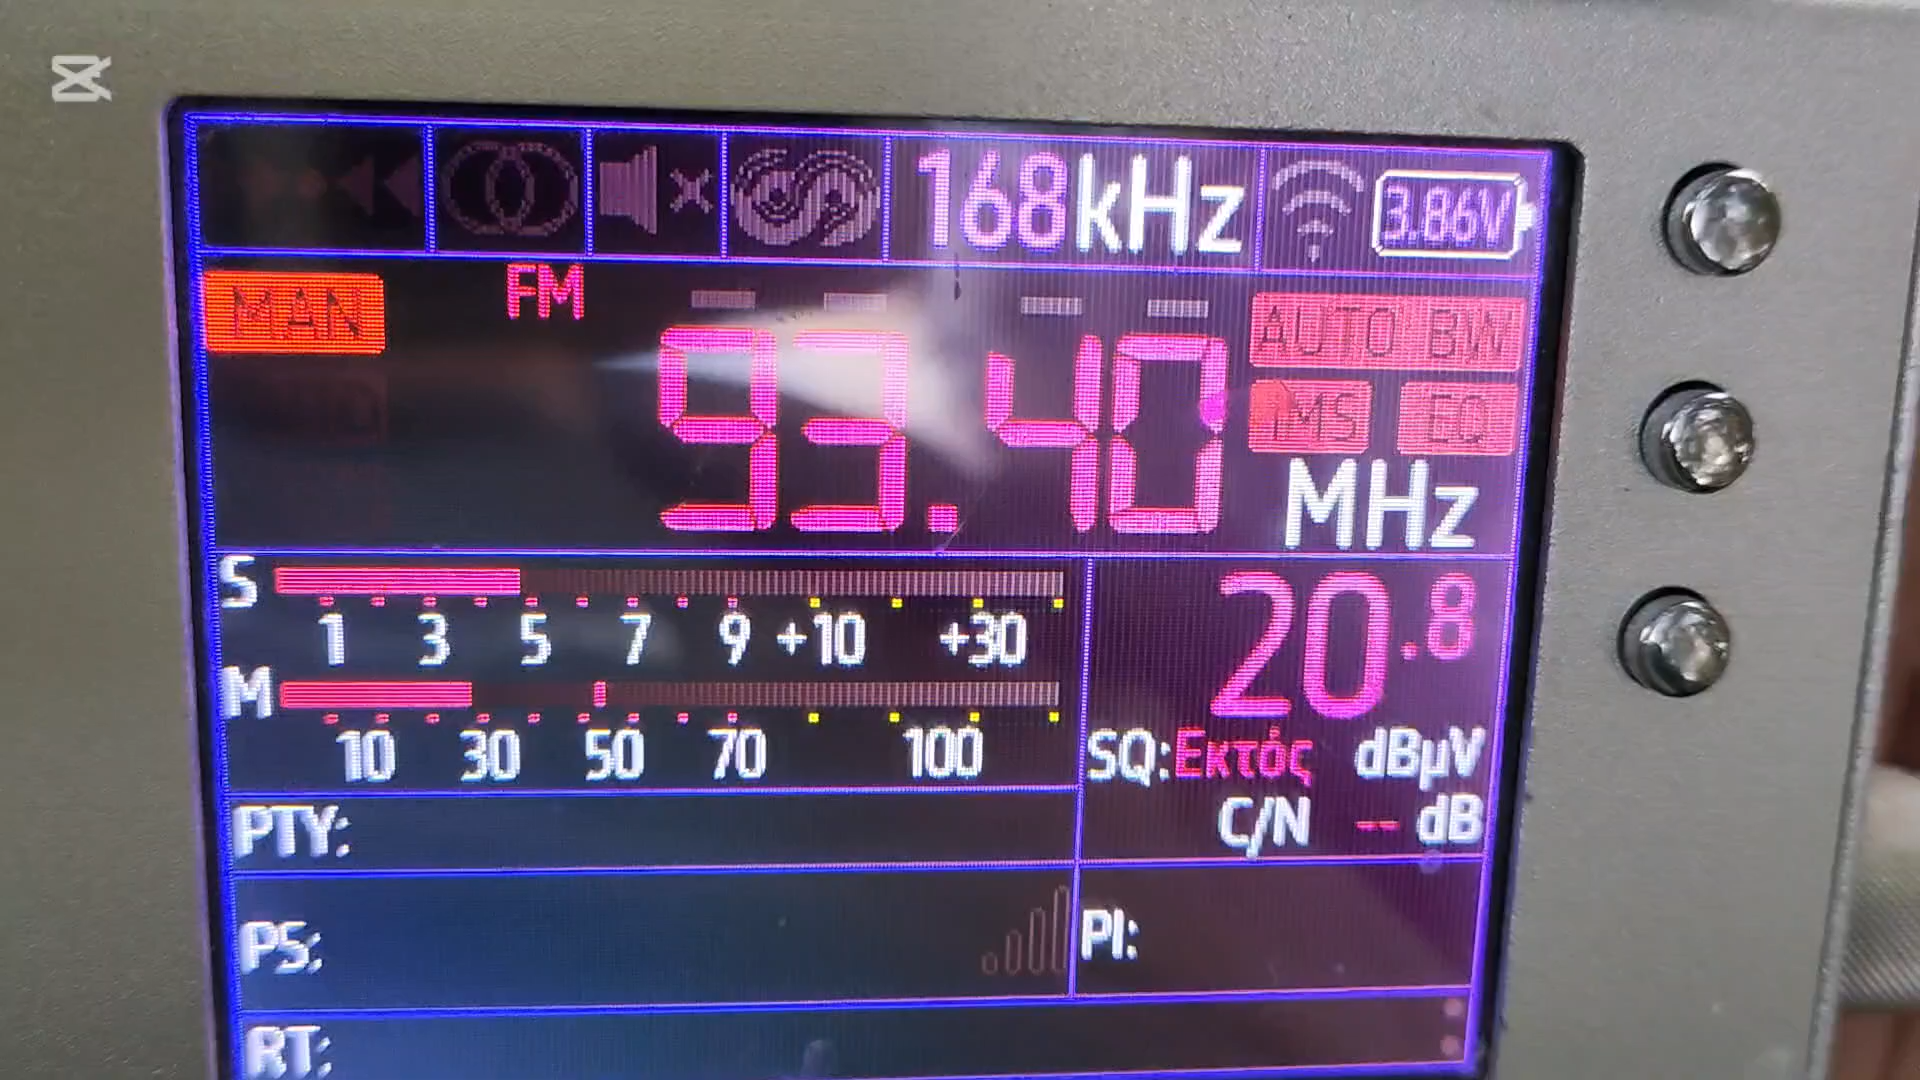 168kHz 3.86V
MAN FM AUTO BW
93.40 iMS EQ
MHz
S
1 3 5 7 9 +10 +30
20.8
M
10 30 50 70 100
SQ:Εκτός dBµV
C/N -- dB
PTY:
PS: PI:
RT: